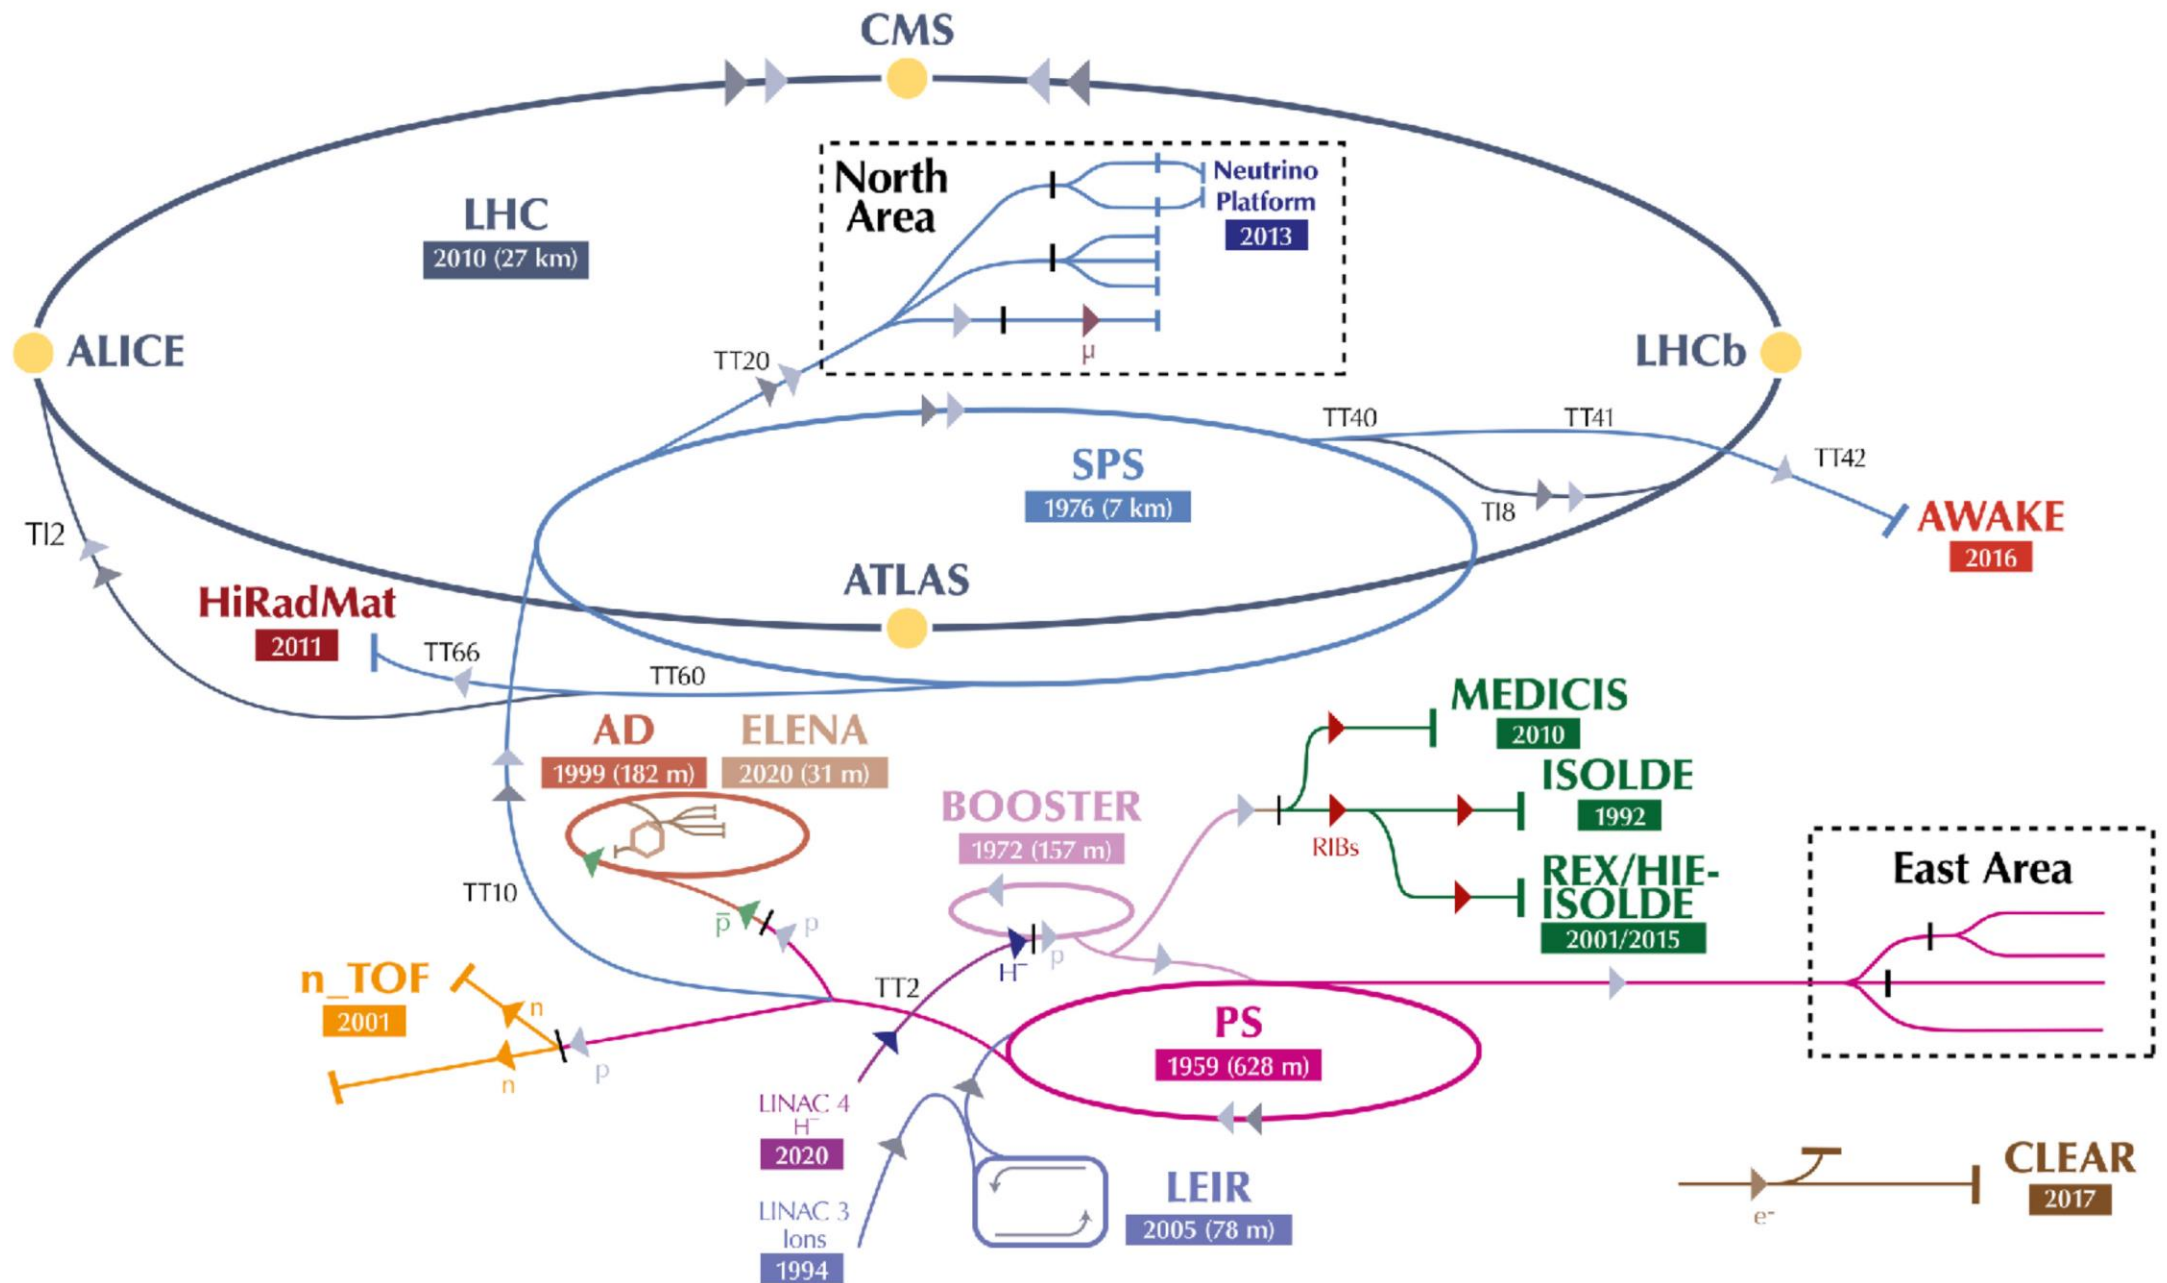 CMS
North
Area
Neutrino
Platform
2013
LHC
2010 (27 km)
μ
ALICE
LHCb
TT20
TT40
TT41
TT42
SPS
1976 (7 km)
TI8
AWAKE
2016
TI2
ATLAS
HiRadMat
2011
TT66
TT60
AD
1999 (182 m)
ELENA
2020 (31 m)
MEDICIS
2010
ISOLDE
1992
BOOSTER
1972 (157 m)
RIBs
REX/HIE-
ISOLDE
2001/2015
East Area
TT10
p̄
p
H⁻
p
n_TOF
2001
n
n
p
TT2
PS
1959 (628 m)
LINAC 4
H⁻
2020
LINAC 3
Ions
1994
LEIR
2005 (78 m)
CLEAR
2017
e⁻